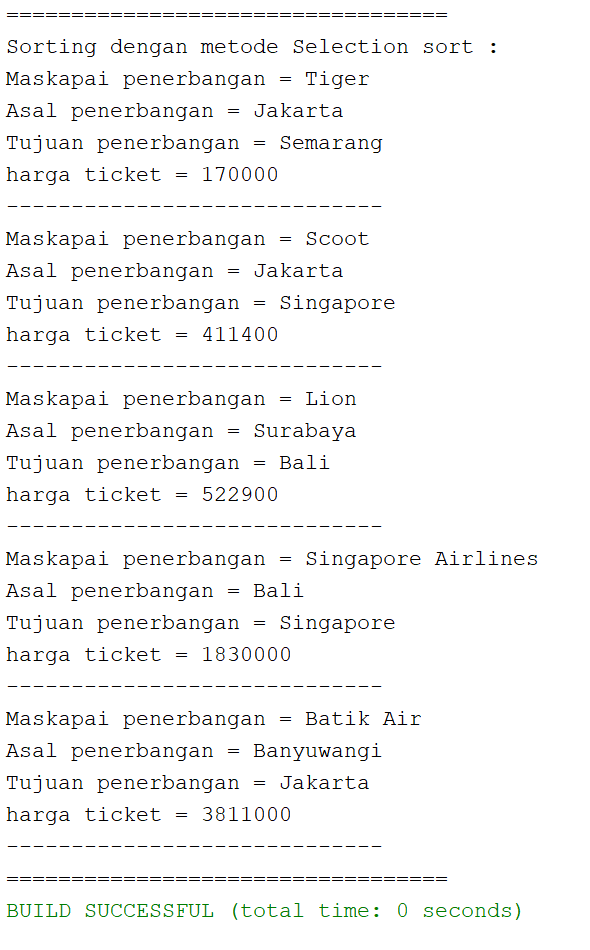 ==================================
Sorting dengan metode Selection sort :
Maskapai penerbangan = Tiger
Asal penerbangan = Jakarta
Tujuan penerbangan = Semarang
harga ticket = 170000
-----------------------------
Maskapai penerbangan = Scoot
Asal penerbangan = Jakarta
Tujuan penerbangan = Singapore
harga ticket = 411400
-----------------------------
Maskapai penerbangan = Lion
Asal penerbangan = Surabaya
Tujuan penerbangan = Bali
harga ticket = 522900
-----------------------------
Maskapai penerbangan = Singapore Airlines
Asal penerbangan = Bali
Tujuan penerbangan = Singapore
harga ticket = 1830000
-----------------------------
Maskapai penerbangan = Batik Air
Asal penerbangan = Banyuwangi
Tujuan penerbangan = Jakarta
harga ticket = 3811000
-----------------------------
==================================
BUILD SUCCESSFUL (total time: 0 seconds)